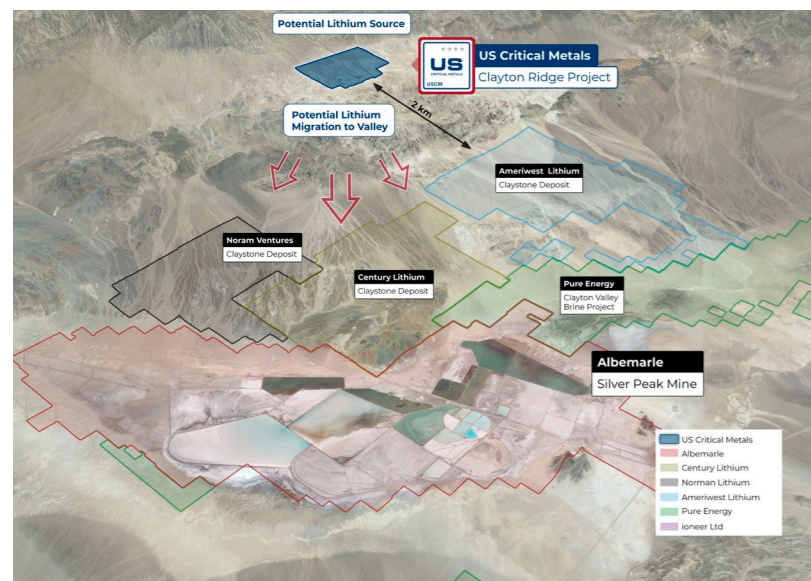 Potential Lithium Source
US
CRITICAL METALS
USCM
US Critical Metals
Clayton Ridge Project
2 km
Potential Lithium
Migration to Valley
Ameriwest Lithium
Claystone Deposit
Noram Ventures
Claystone Deposit
Century Lithium
Claystone Deposit
Pure Energy
Clayton Valley
Brine Project
Albemarle
Silver Peak Mine
US Critical Metals
Albemarle
Century Lithium
Norman Lithium
Ameriwest Lithium
Pure Energy
ioneer Ltd